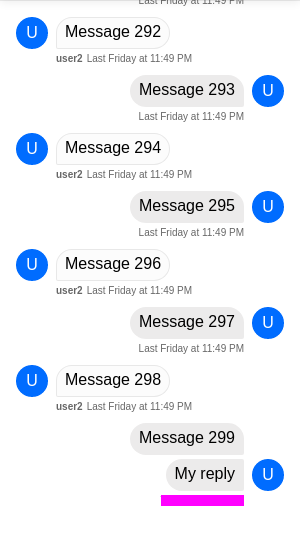 Last Friday at 11:49 PM
U Message 292
user2 Last Friday at 11:49 PM
Message 293 U
Last Friday at 11:49 PM
U Message 294
user2 Last Friday at 11:49 PM
Message 295 U
Last Friday at 11:49 PM
U Message 296
user2 Last Friday at 11:49 PM
Message 297 U
Last Friday at 11:49 PM
U Message 298
user2 Last Friday at 11:49 PM
Message 299
My reply U